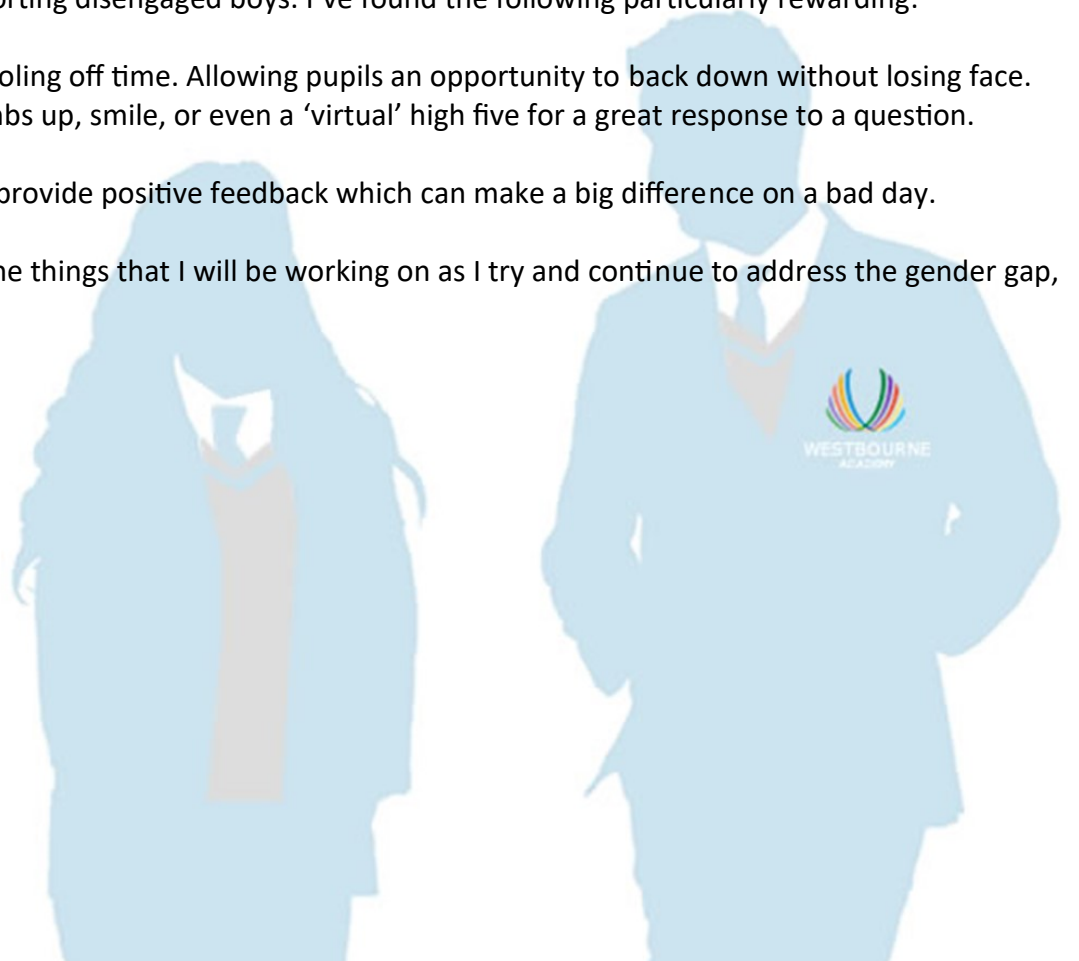 orting disengaged boys. I've found the following particularly rewarding:
oling off time. Allowing pupils an opportunity to back down without losing face.
bs up, smile, or even a ‘virtual’ high five for a great response to a question.
provide positive feedback which can make a big difference on a bad day.
ne things that I will be working on as I try and continue to address the gender gap,
WESTBOURNE
ACADEMY